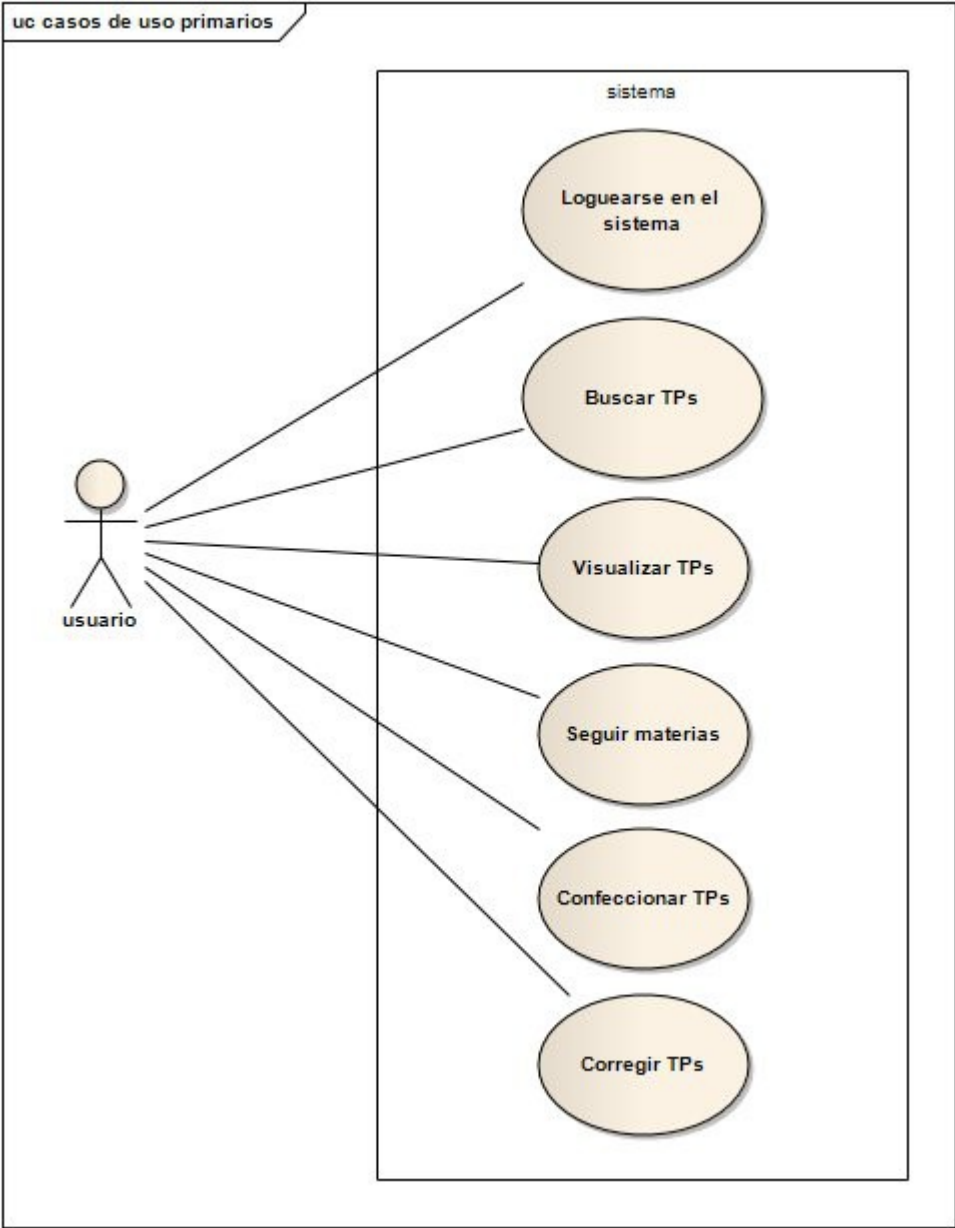 uc casos de uso primarios
sistema
Loguearse en el
sistema
Buscar TPs
Visualizar TPs
usuario
Seguir materias
Confeccionar TPs
Corregir TPs